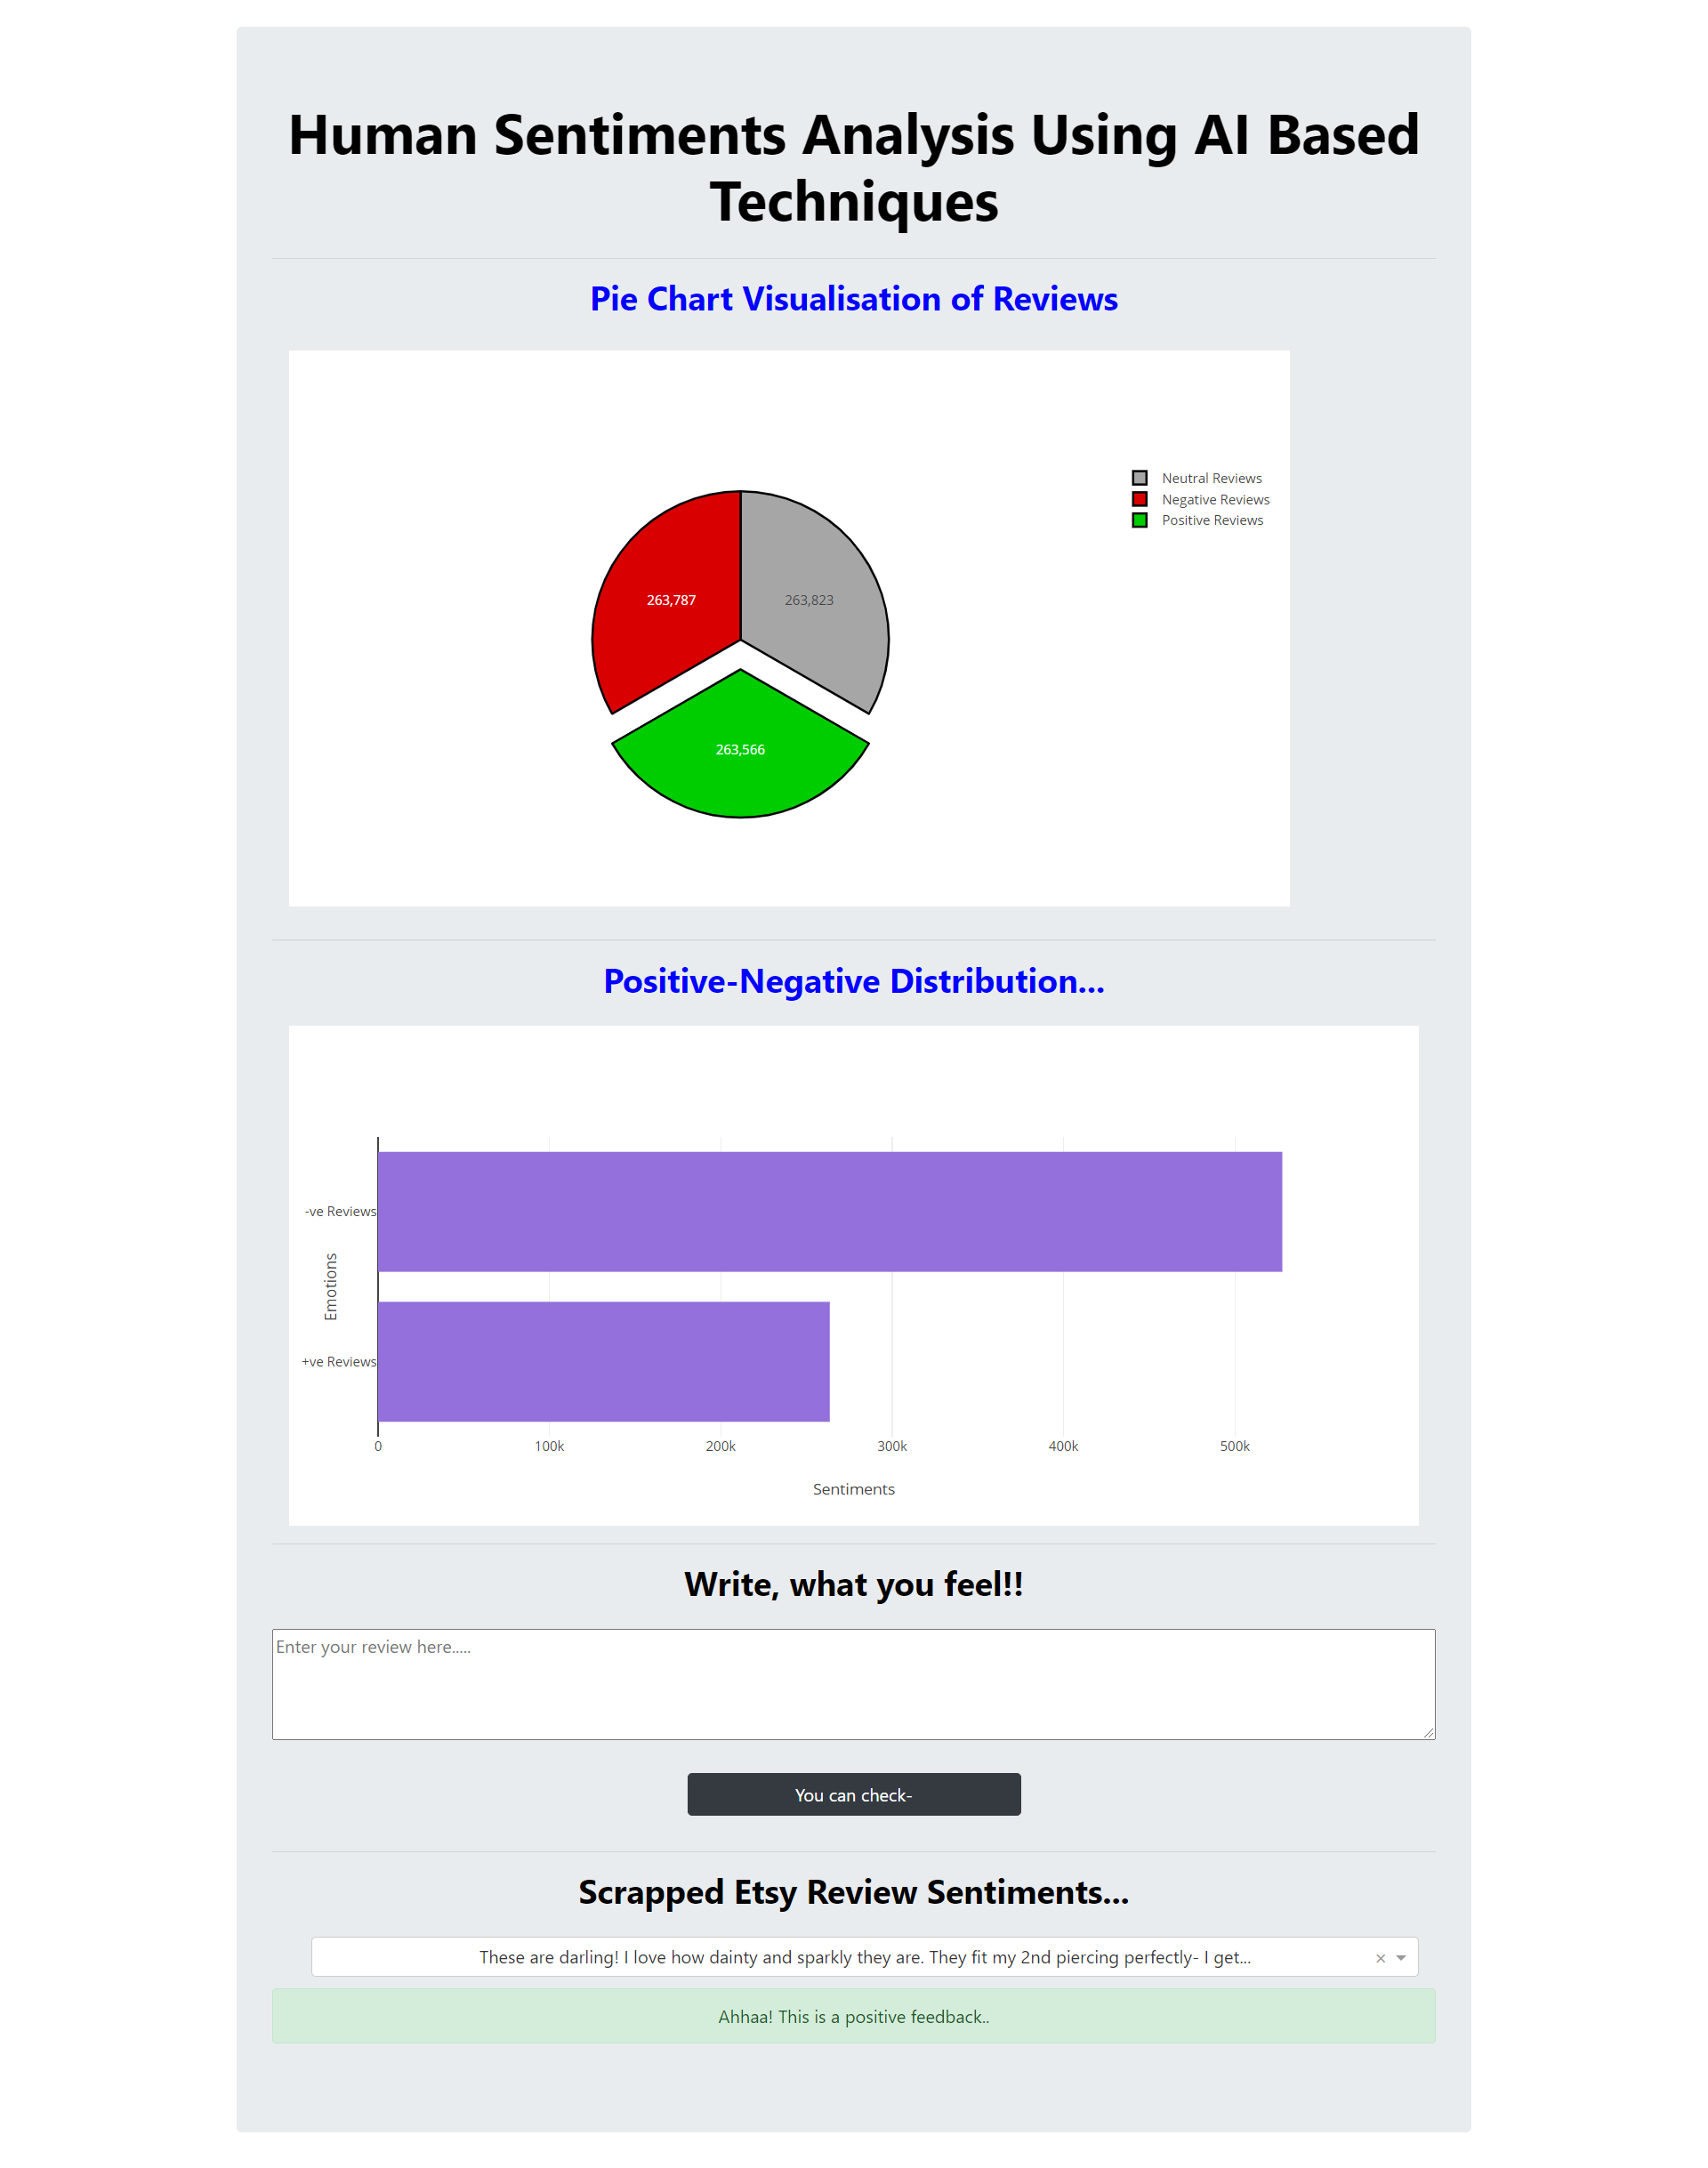 Human Sentiments Analysis Using AI Based
Techniques
Pie Chart Visualisation of Reviews
Neutral Reviews
Negative Reviews
Positive Reviews
263,787
263,823
263,566
Positive-Negative Distribution...
-ve Reviews
Emotions
+ve Reviews
0 100k 200k 300k 400k 500k
Sentiments
Write, what you feel!!
Enter your review here.....
You can check-
Scrapped Etsy Review Sentiments...
These are darling! I love how dainty and sparkly they are. They fit my 2nd piercing perfectly- I get...
Ahhaa! This is a positive feedback..